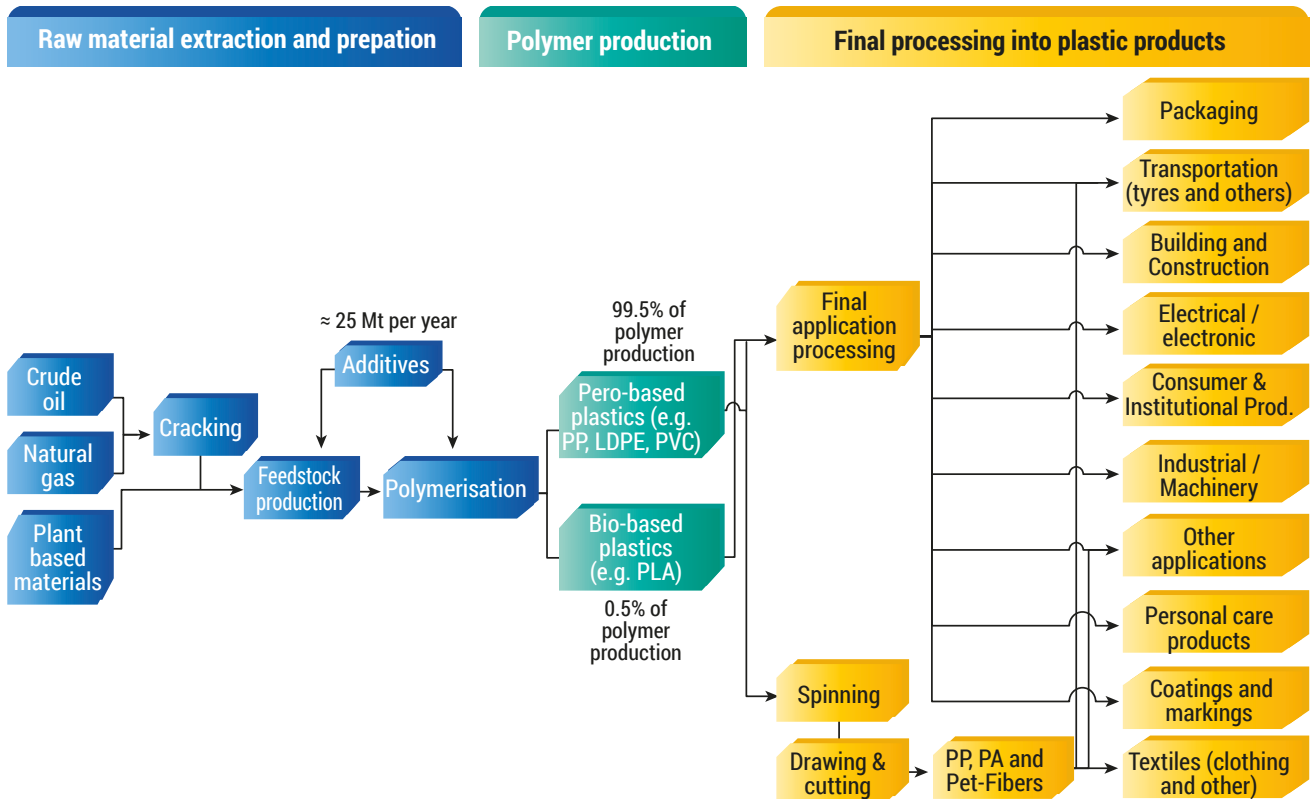 Raw material extraction and prepation
Polymer production
Final processing into plastic products
≈ 25 Mt per year
Additives
Crude
oil
Natural
gas
Plant
based
materials
Cracking
Feedstock
production
Polymerisation
99.5% of
polymer
production
Pero-based
plastics (e.g.
PP, LDPE, PVC)
Bio-based
plastics
(e.g. PLA)
0.5% of
polymer
production
Final
application
processing
Spinning
Drawing &
cutting
PP, PA and
Pet-Fibers
Packaging
Transportation
(tyres and others)
Building and
Construction
Electrical /
electronic
Consumer &
Institutional Prod.
Industrial /
Machinery
Other
applications
Personal care
products
Coatings and
markings
Textiles (clothing
and other)